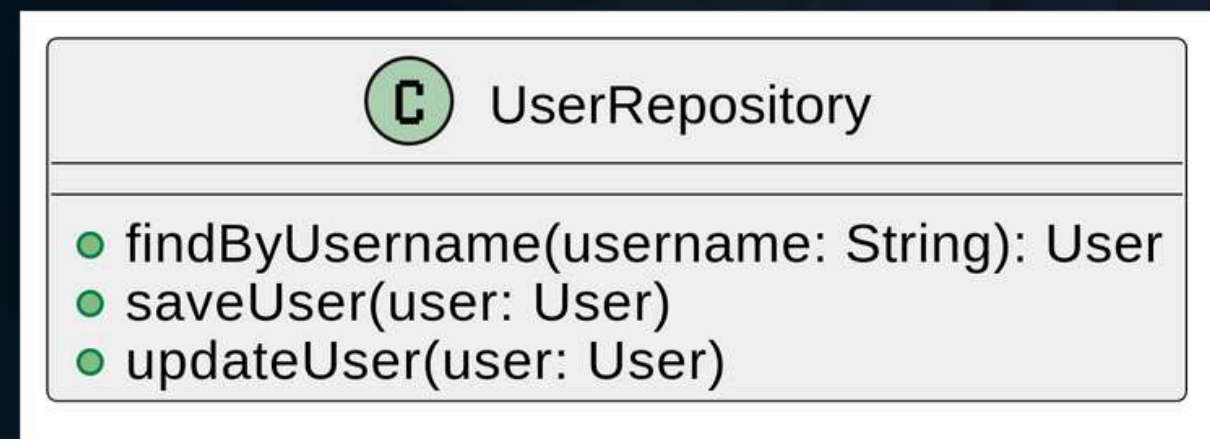 C UserRepository
findByUsername(username: String): User
saveUser(user: User)
updateUser(user: User)